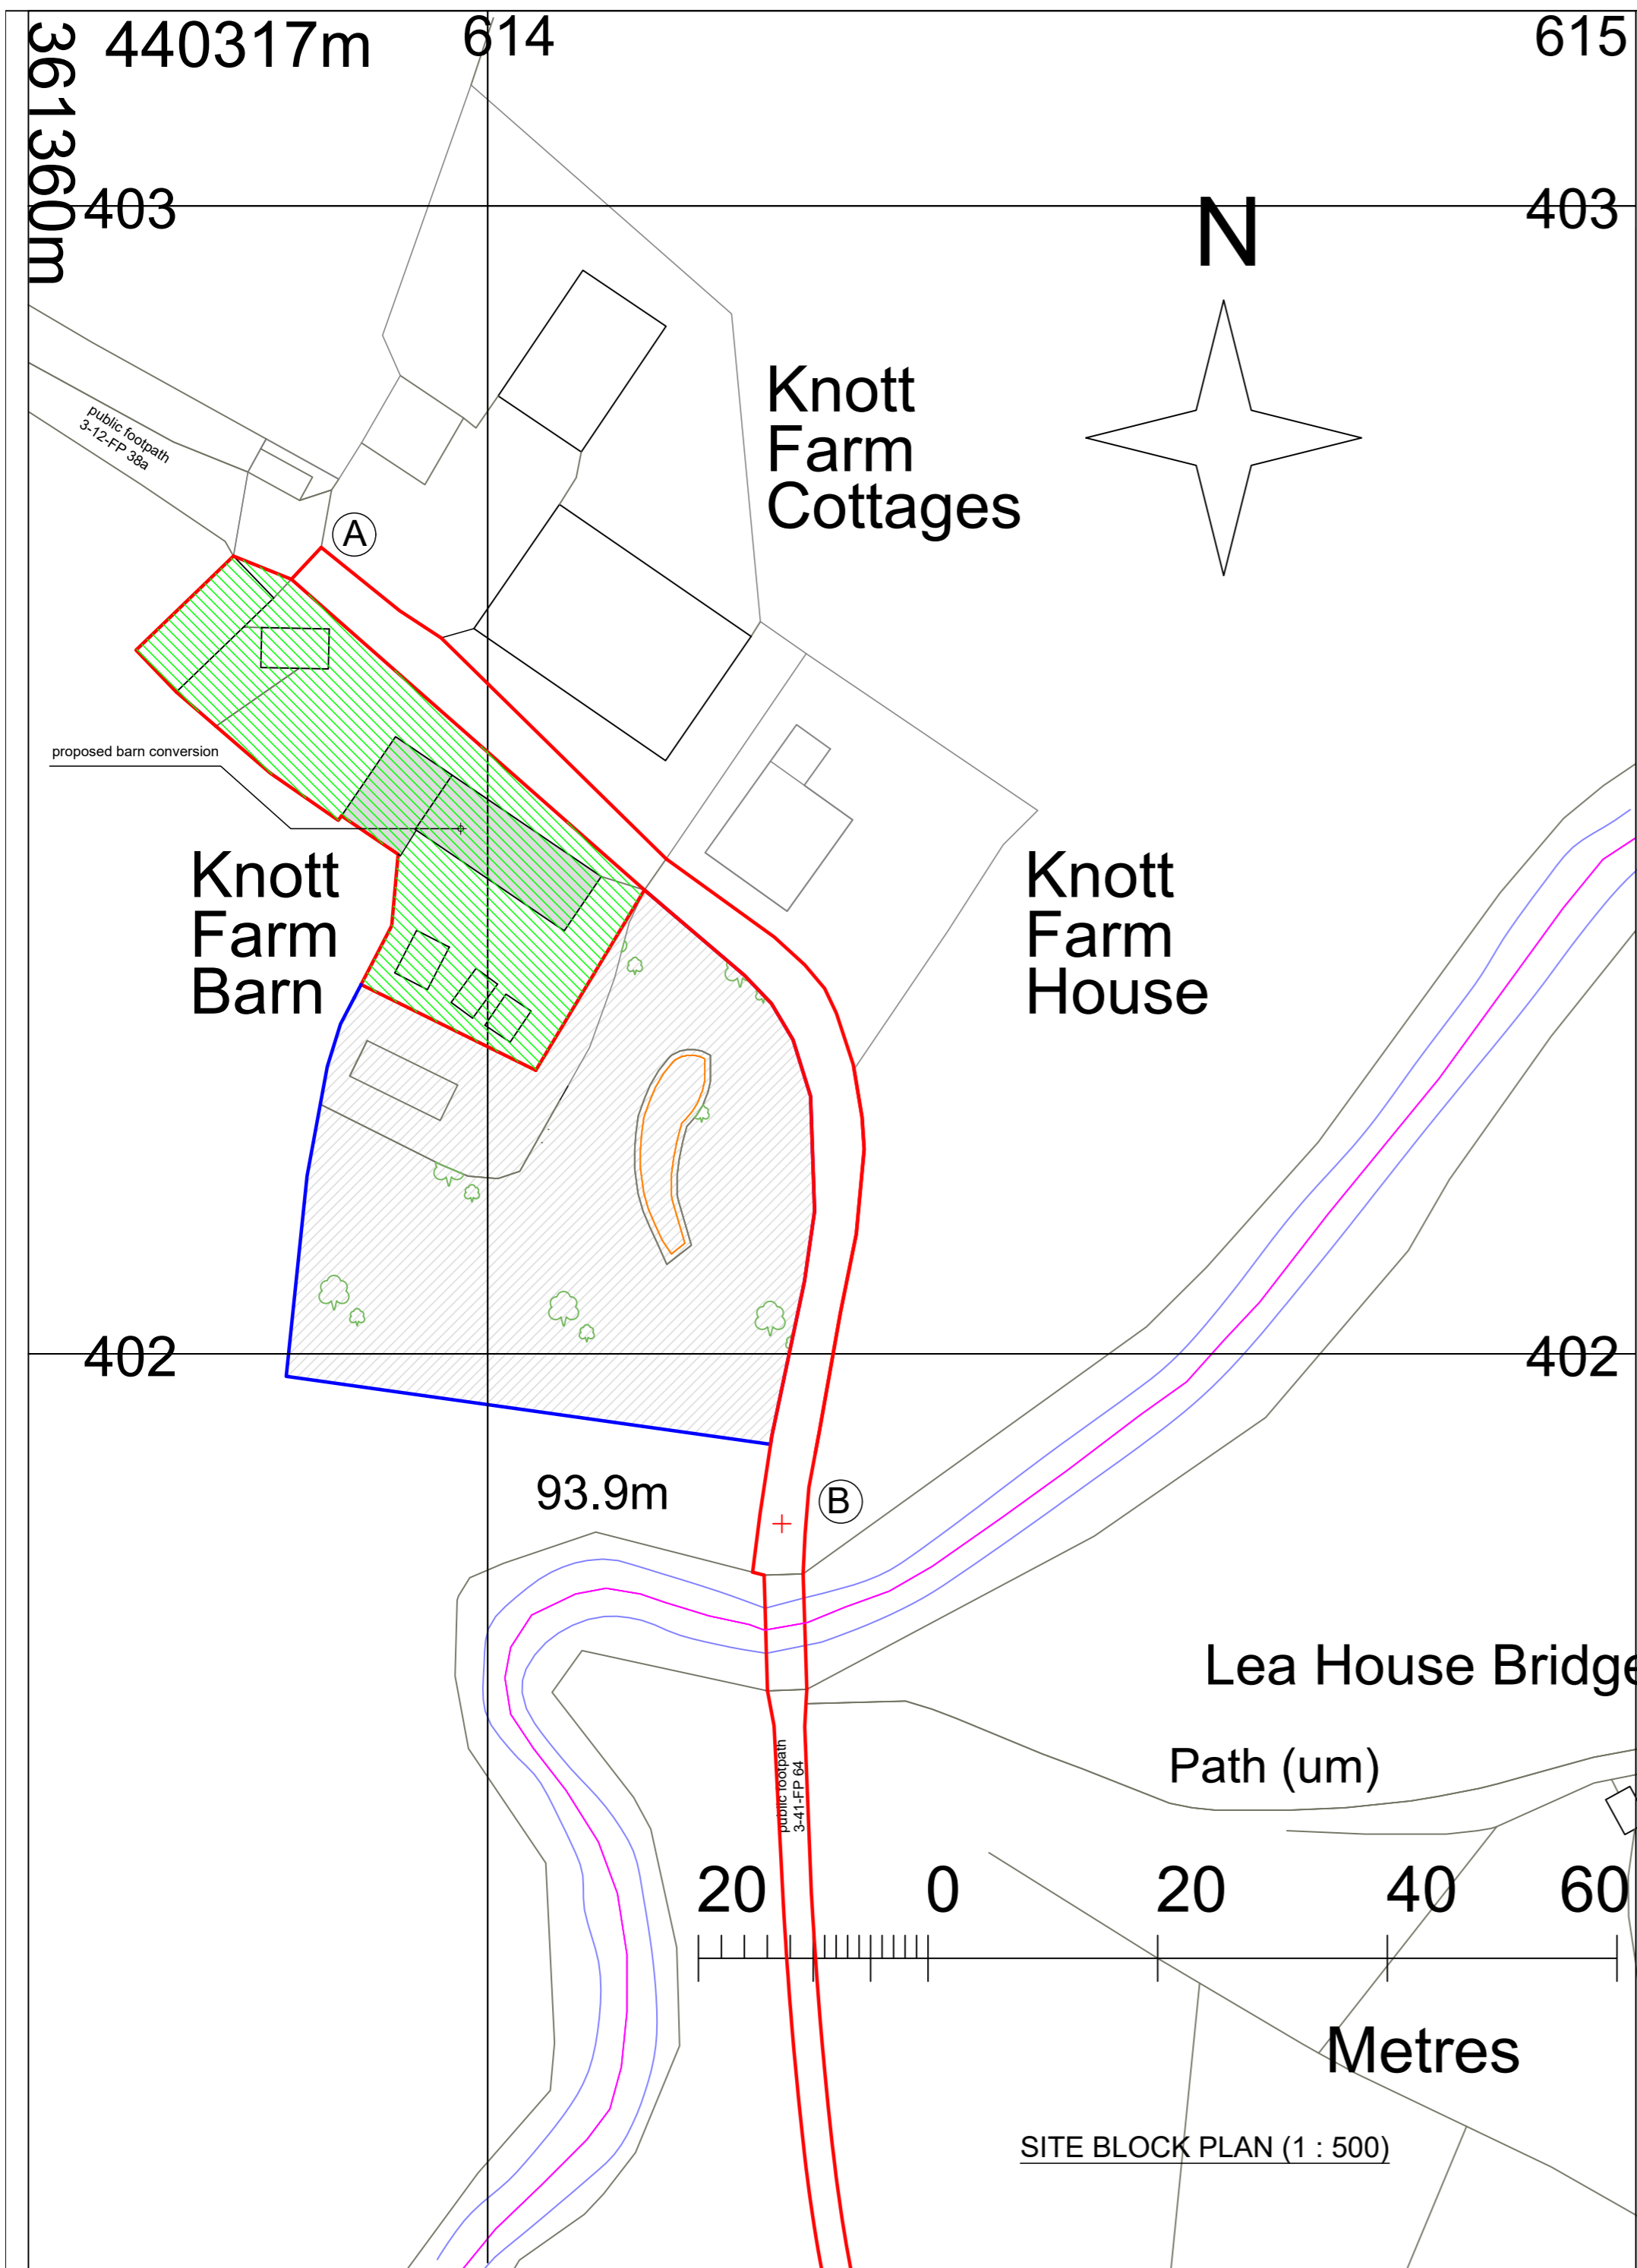 440317m
614
615
361360m
403
403
N
Knott
Farm
Cottages
public footpath
3-12-FP 38a
A
proposed barn conversion
Knott
Farm
Barn
Knott
Farm
House
402
402
93.9m
B
Lea House Bridge
Path (um)
public footpath
3-41-FP 64
20 0 20 40 60
Metres
SITE BLOCK PLAN (1 : 500)